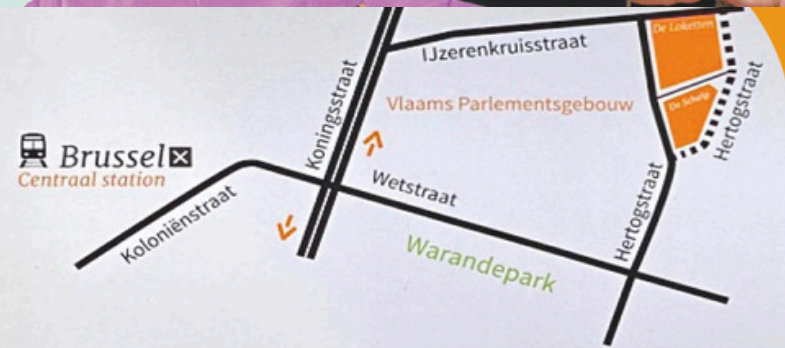 De Loketten
IJzerenkruisstraat
Koningsstraat
Vlaams Parlementsgebouw
De Schelp
Hertogstraat
Brussel
Centraal station
Koloniënstraat
Wetstraat
Hertogstraat
Warandepark